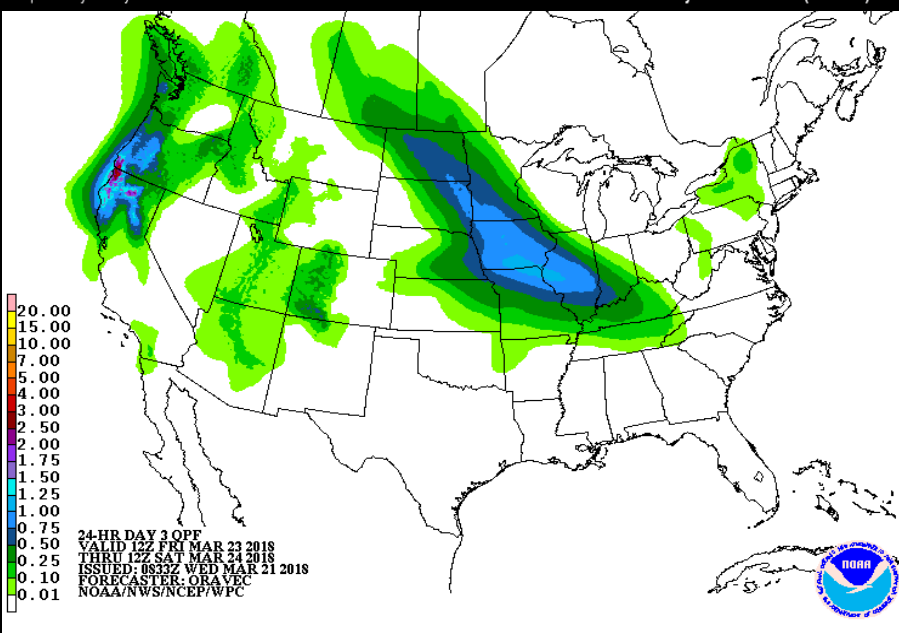 20.00
15.00
10.00
7.00
5.00
4.00
3.00
2.50
2.00
1.75
1.50
1.25
1.00
0.75
0.50
0.25
0.10
0.01
24-HR DAY 3 QPF
VALID 12Z FRI MAR 23 2018
THRU 12Z SAT MAR 24 2018
ISSUED: 0833Z WED MAR 21 2018
FORECASTER: ORAVEC
NOAA/NWS/NCEP/WPC
NOAA